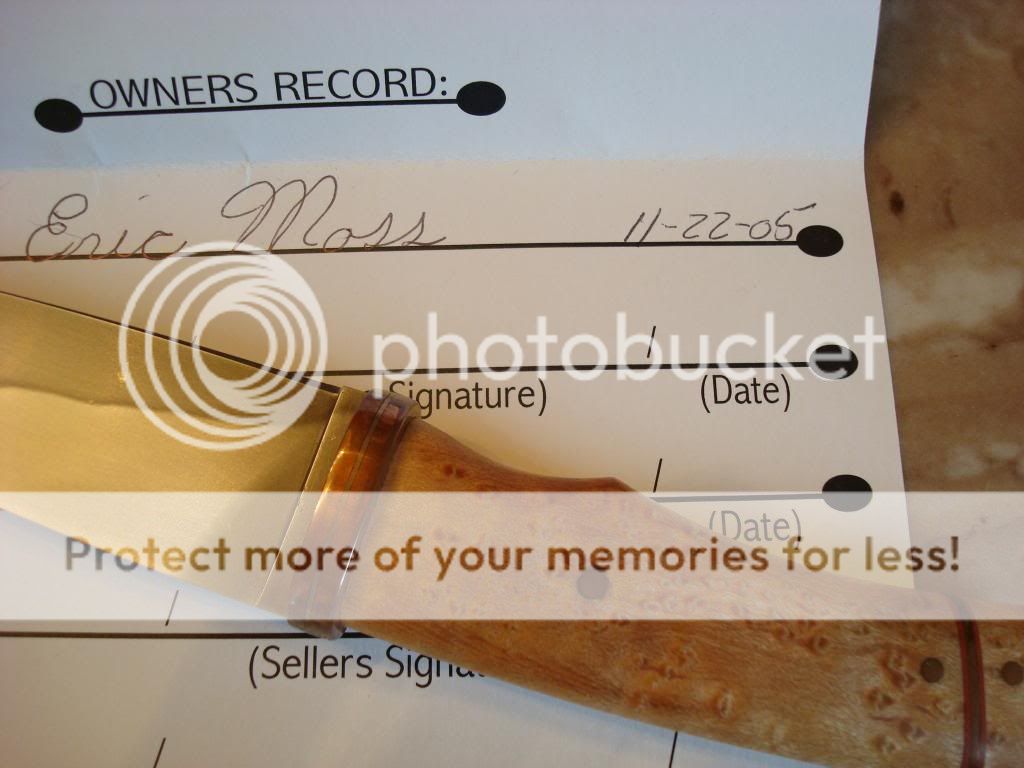 OWNERS RECORD:
Eric Moss 11-22-05
photobucket
Signature) (Date)
(Date)
Protect more of your memories for less!
(Sellers